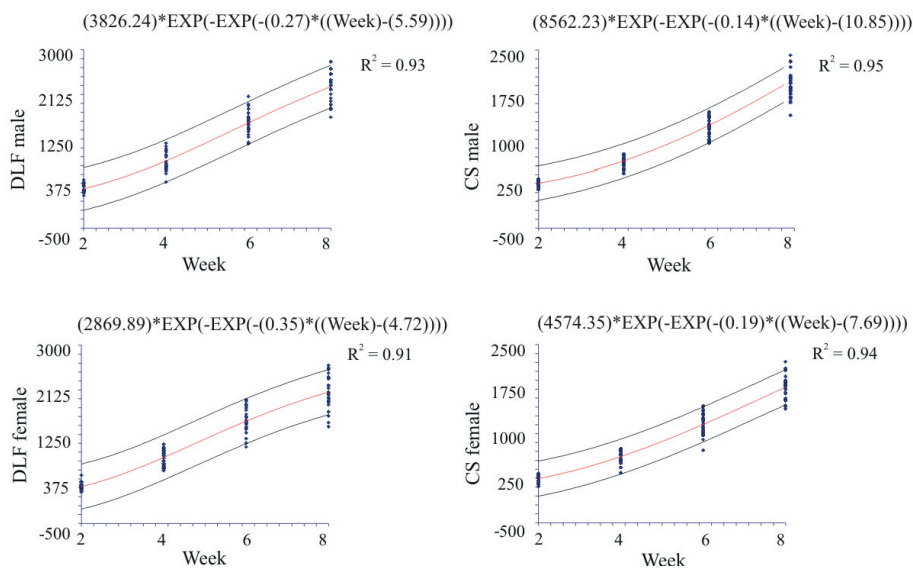 (3826.24)*EXP(-EXP(-(0.27)*((Week)-(5.59))))
R² = 0.93
3000
2125
1250
375
-500
DLF male
2 4 6 8
Week
(8562.23)*EXP(-EXP(-(0.14)*((Week)-(10.85))))
R² = 0.95
2500
1750
1000
250
-500
CS male
2 4 6 8
Week
(2869.89)*EXP(-EXP(-(0.35)*((Week)-(4.72))))
R² = 0.91
3000
2125
1250
375
-500
DLF female
2 4 6 8
Week
(4574.35)*EXP(-EXP(-(0.19)*((Week)-(7.69))))
R² = 0.94
2500
1750
1000
250
-500
CS female
2 4 6 8
Week